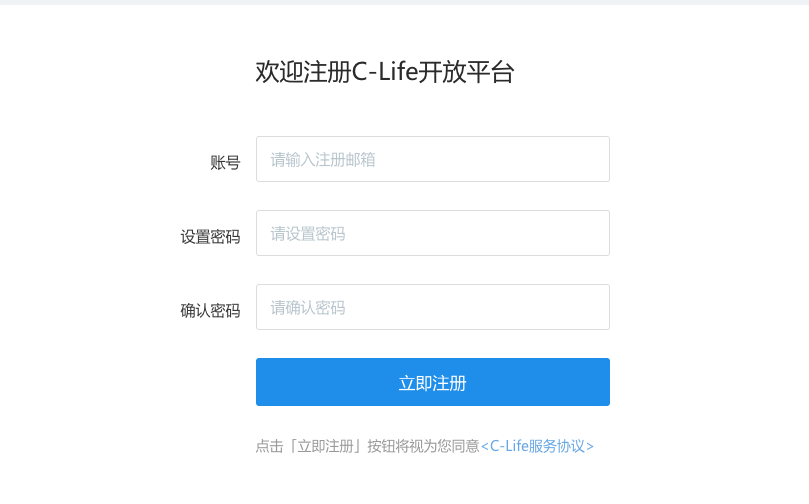 欢迎注册C-Life开放平台
账号 请输入注册邮箱
设置密码 请设置密码
确认密码 请确认密码
立即注册
点击「立即注册」按钮将视为您同意<C-Life服务协议>